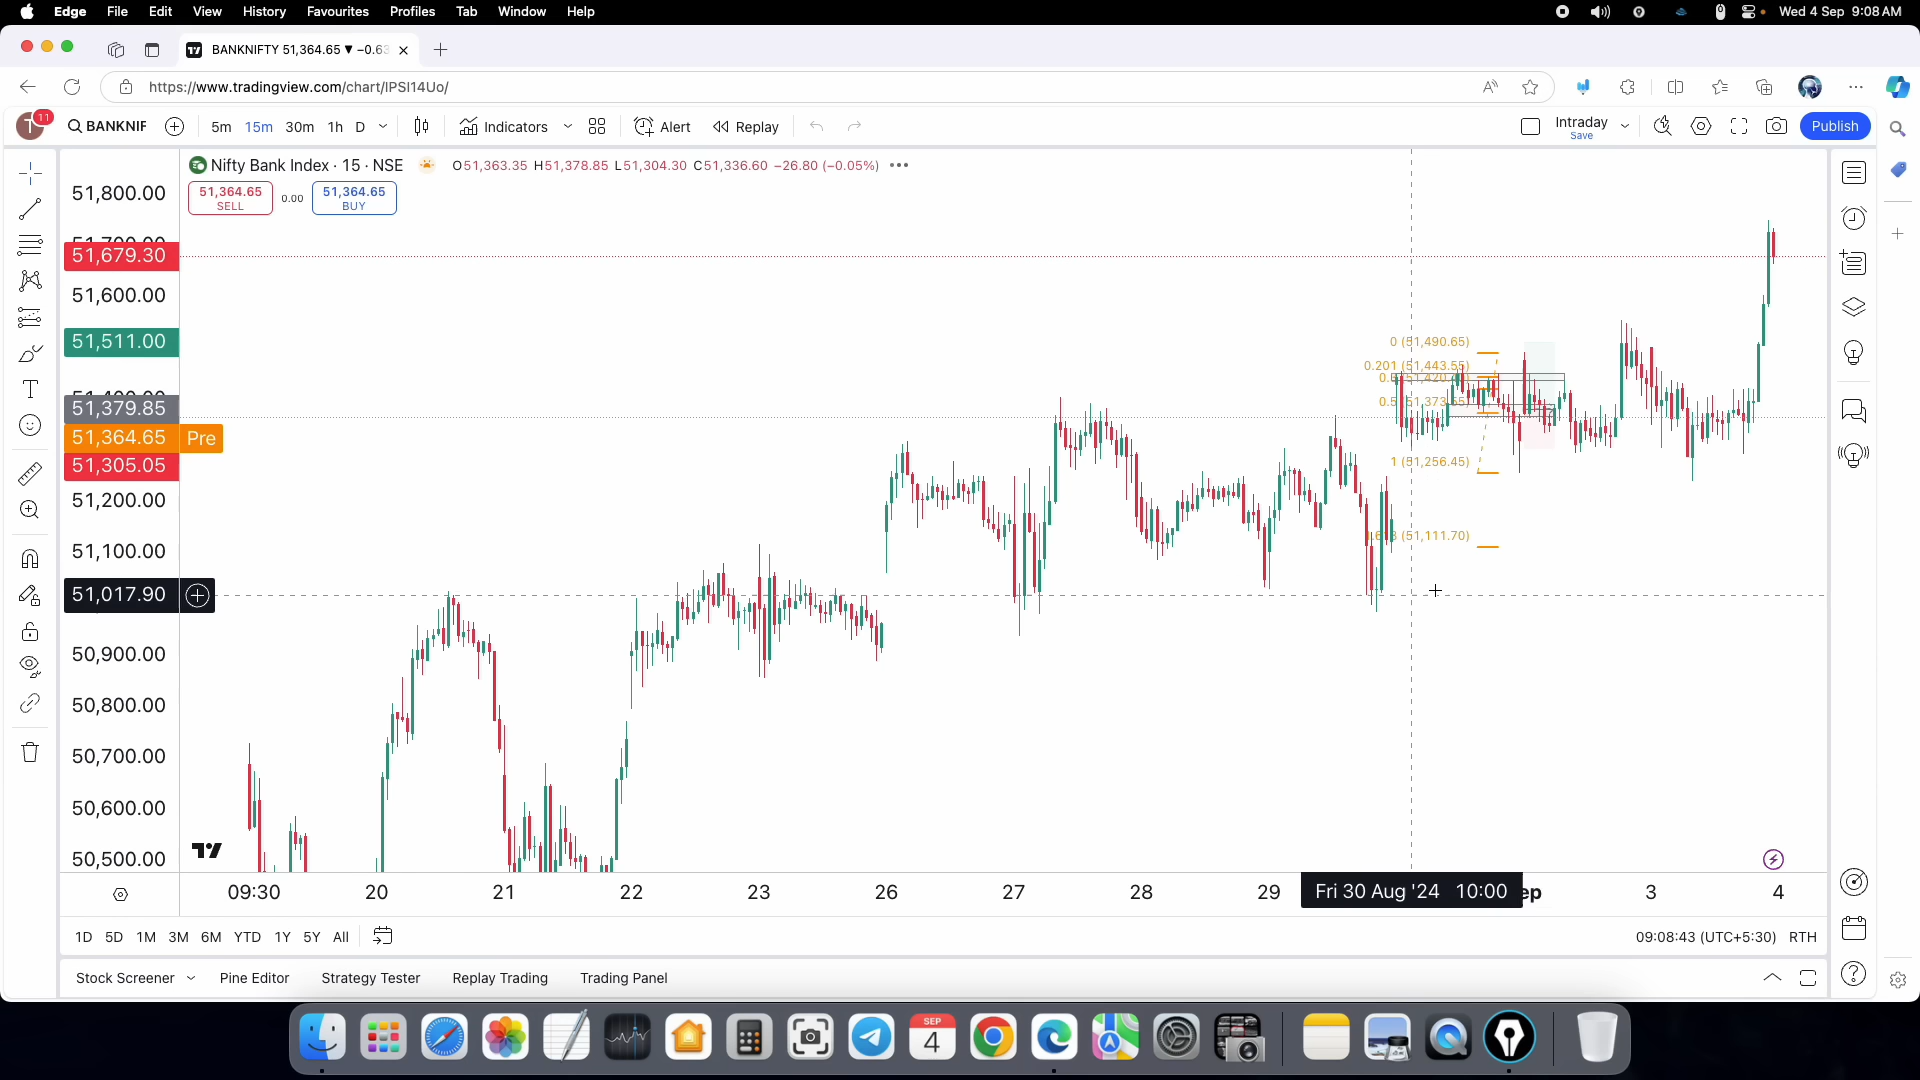 Edge File Edit View History Favourites Profiles Tab Window Help Wed 4 Sep 9:08 AM
BANKNIFTY 51,364.65 ▼ −0.63
https://www.tradingview.com/chart/IPSI14Uo/
T 11 BANKNIF 5m 15m 30m 1h D Indicators Alert Replay Intraday Save Publish
Nifty Bank Index · 15 · NSE O51,363.35 H51,378.85 L51,304.30 C51,336.60 −26.80 (−0.05%)
51,364.65 SELL 0.00 51,364.65 BUY
51,800.00
51,679.30
51,600.00
51,511.00
51,379.85
51,364.65 Pre
51,305.05
51,200.00
51,100.00
51,017.90
50,900.00
50,800.00
50,700.00
50,600.00
50,500.00
0 (51,490.65)
0.201 (51,443.55)
1 (51,256.45)
(51,111.70)
09:30 20 21 22 23 26 27 28 29 Fri 30 Aug '24 10:00 ep 3 4
1D 5D 1M 3M 6M YTD 1Y 5Y All 09:08:43 (UTC+5:30) RTH
Stock Screener Pine Editor Strategy Tester Replay Trading Trading Panel
SEP
4